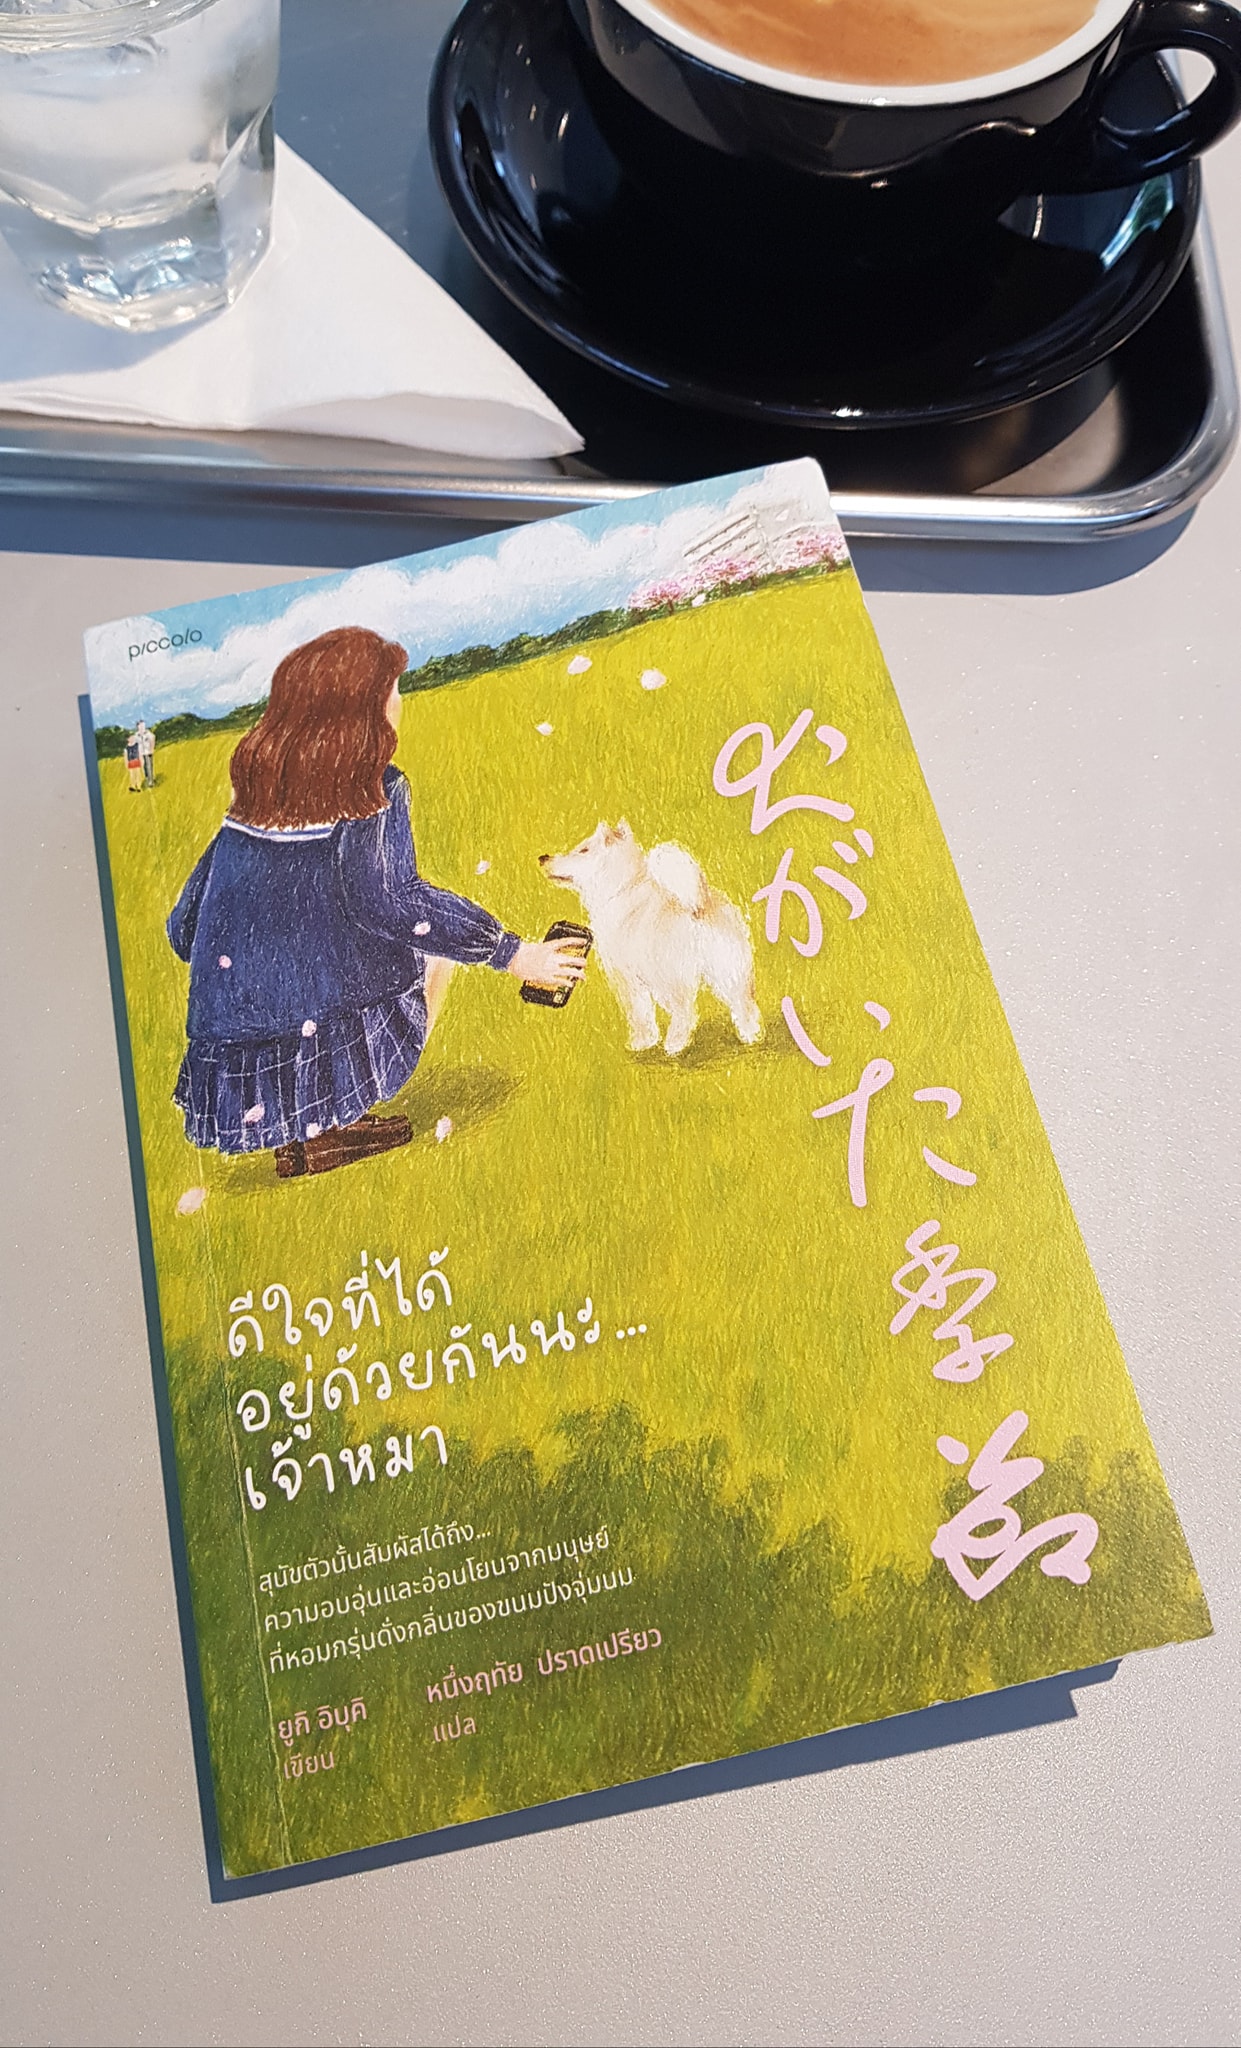 piccolo
犬がいた季節
ดีใจที่ได้
อยู่ด้วยกันนะ...
เจ้าหมา
สุนัขตัวนั้นสัมผัสได้ถึง...
ความอบอุ่นและอ่อนโยนจากมนุษย์
ที่หอมกรุ่นดั่งกลิ่นของขนมปังจุ่มนม
ยูกิ อิบุคิ
เขียน
หนึ่งฤทัย ปราดเปรียว
แปล